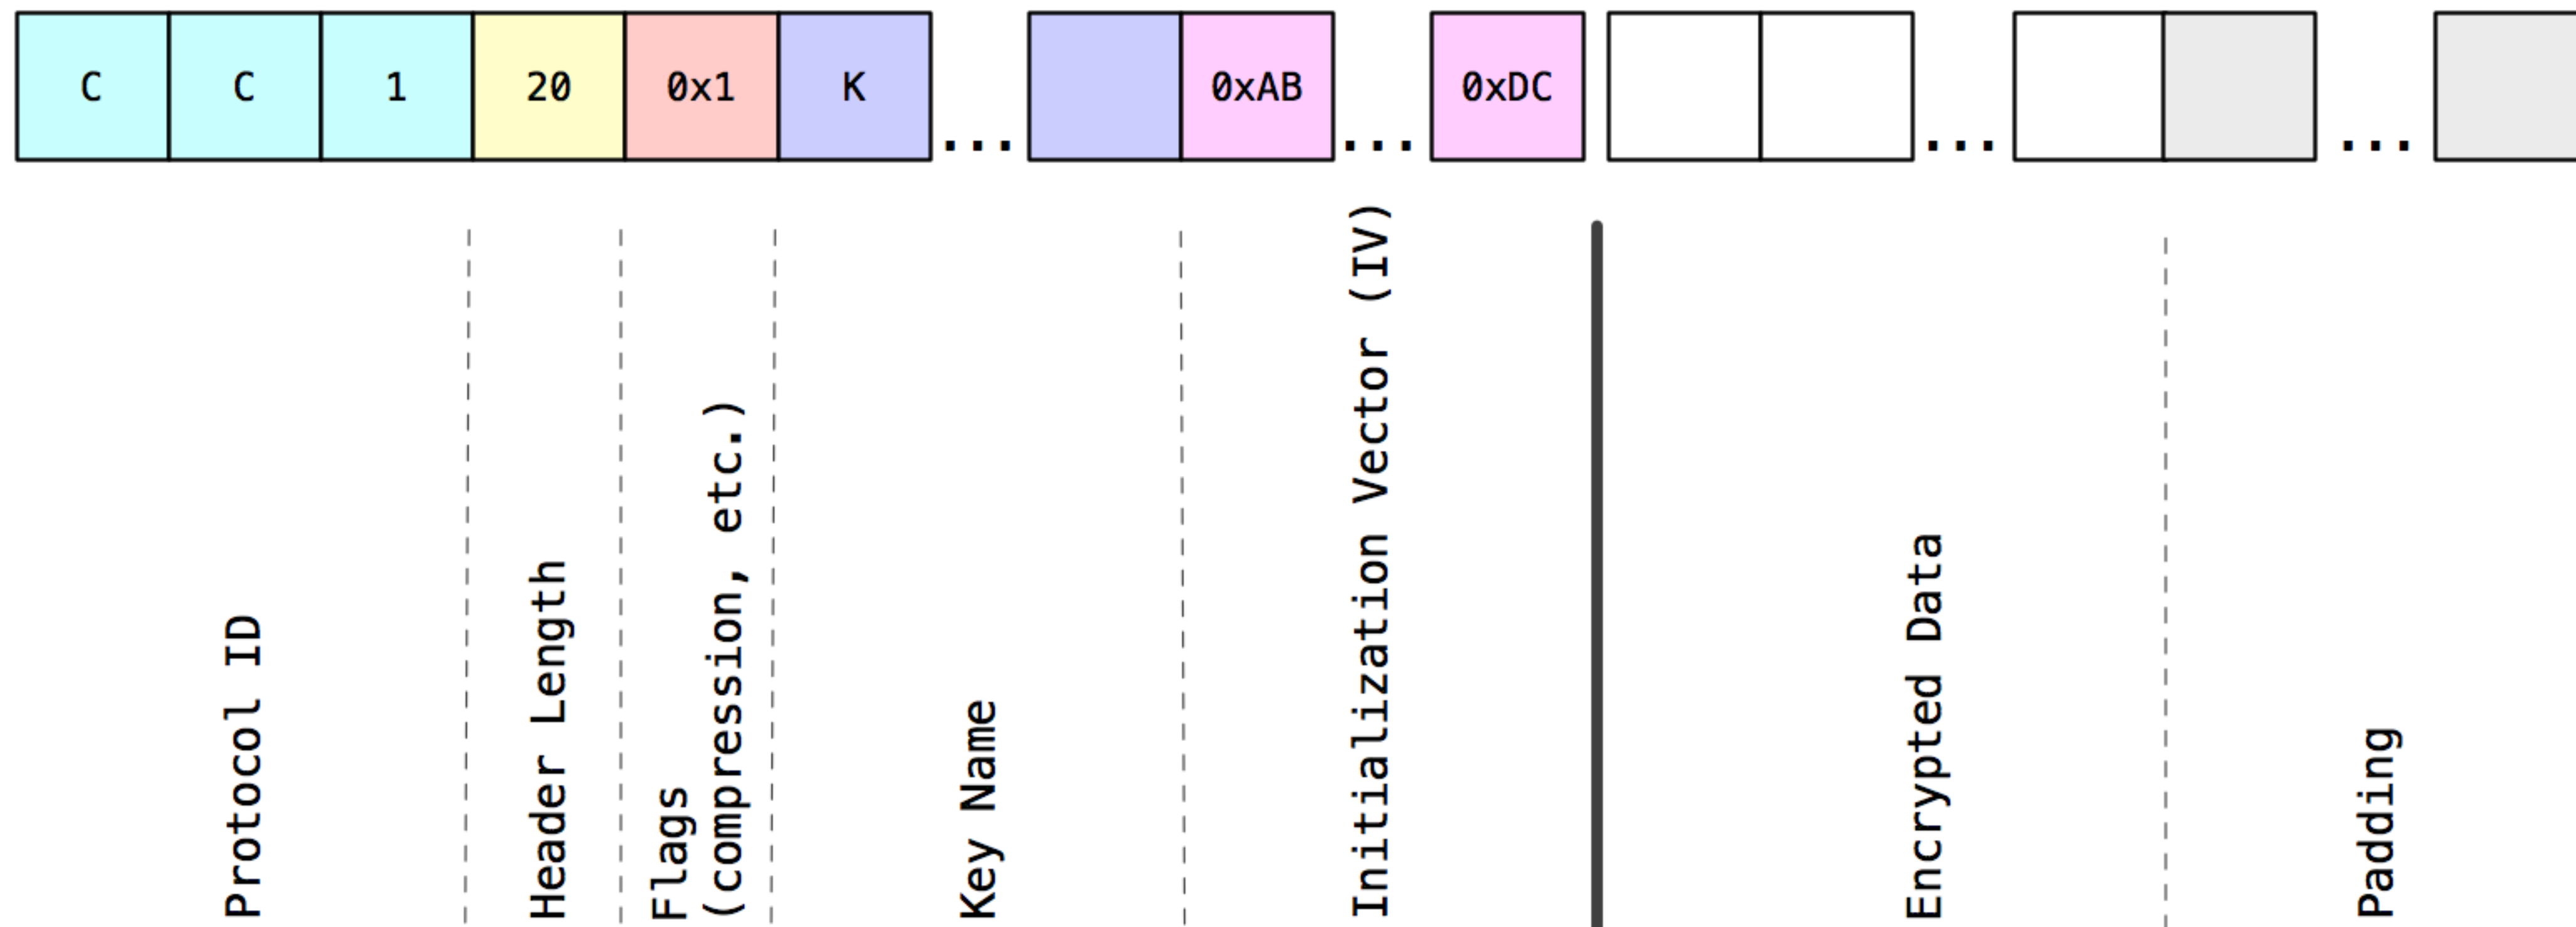 C C 1 20 0x1 K ... 0xAB ... 0xDC ... ...
Protocol ID
Header Length
Flags
(compression, etc.)
Key Name
Initialization Vector (IV)
Encrypted Data
Padding